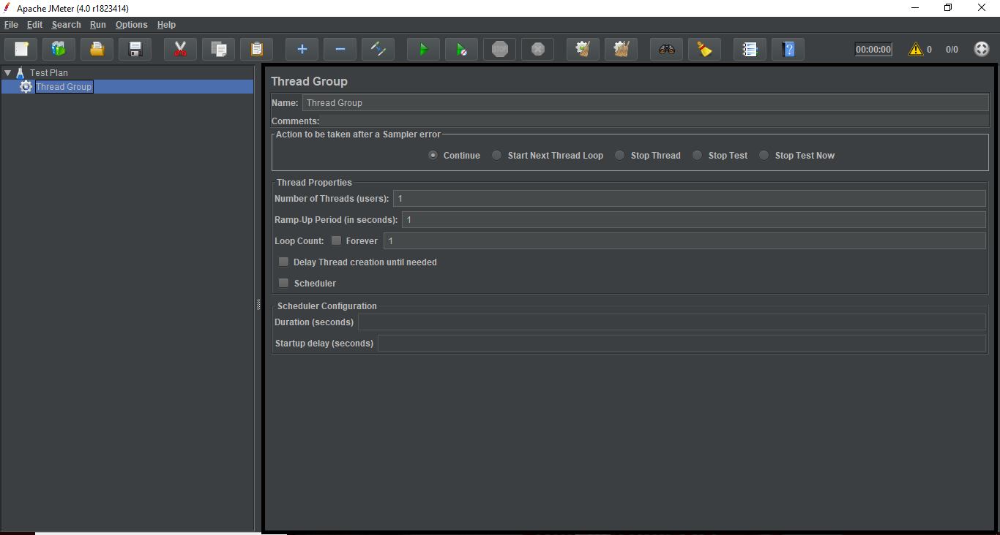 Apache JMeter (4.0 r1823414)
File Edit Search Run Options Help
STOP 00:00:00 0 0/0
Test Plan
Thread Group
Thread Group
Name: Thread Group
Comments:
Action to be taken after a Sampler error
Continue Start Next Thread Loop Stop Thread Stop Test Stop Test Now
Thread Properties
Number of Threads (users): 1
Ramp-Up Period (in seconds): 1
Loop Count: Forever 1
Delay Thread creation until needed
Scheduler
Scheduler Configuration
Duration (seconds)
Startup delay (seconds)